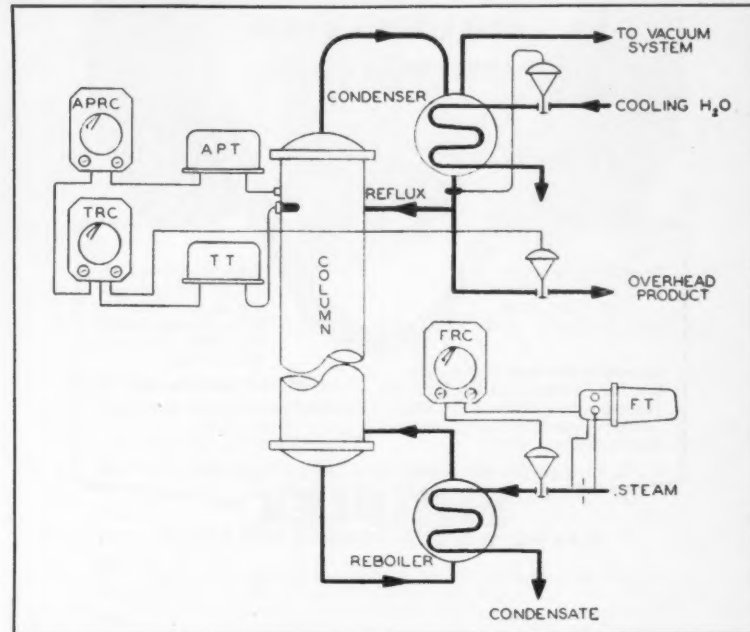 TO VACUUM
SYSTEM
CONDENSER
COOLING H₂O
APRC
APT
REFLUX
TRC
TT
COLUMN
OVERHEAD
PRODUCT
FRC
FT
STEAM
REBOILER
CONDENSATE